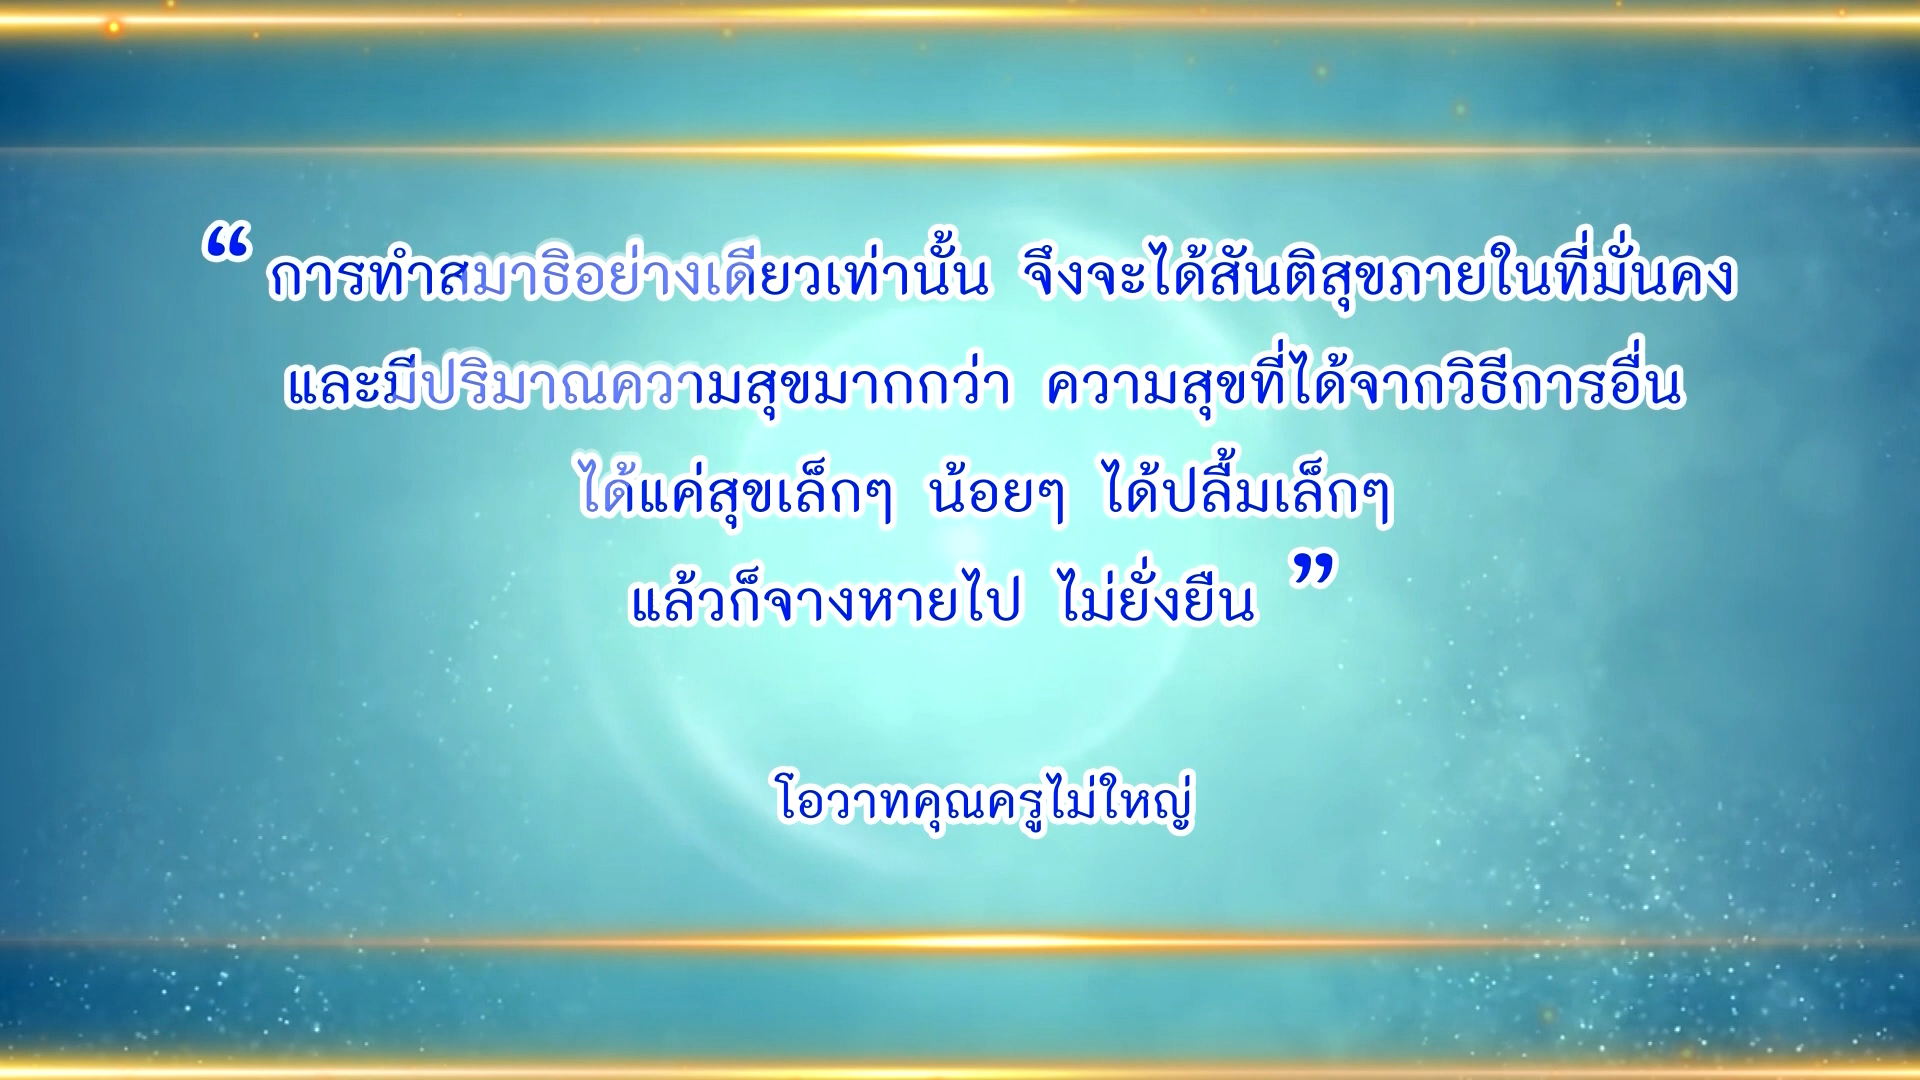 “ การทำสมาธิอย่างเดียวเท่านั้น จึงจะได้สันติสุขภายในที่มั่นคง
และมีปริมาณความสุขมากกว่า ความสุขที่ได้จากวิธีการอื่น
ได้แค่สุขเล็กๆ น้อยๆ ได้ปลื้มเล็กๆ
แล้วก็จางหายไป ไม่ยั่งยืน ”
โอวาทคุณครูไม่ใหญ่